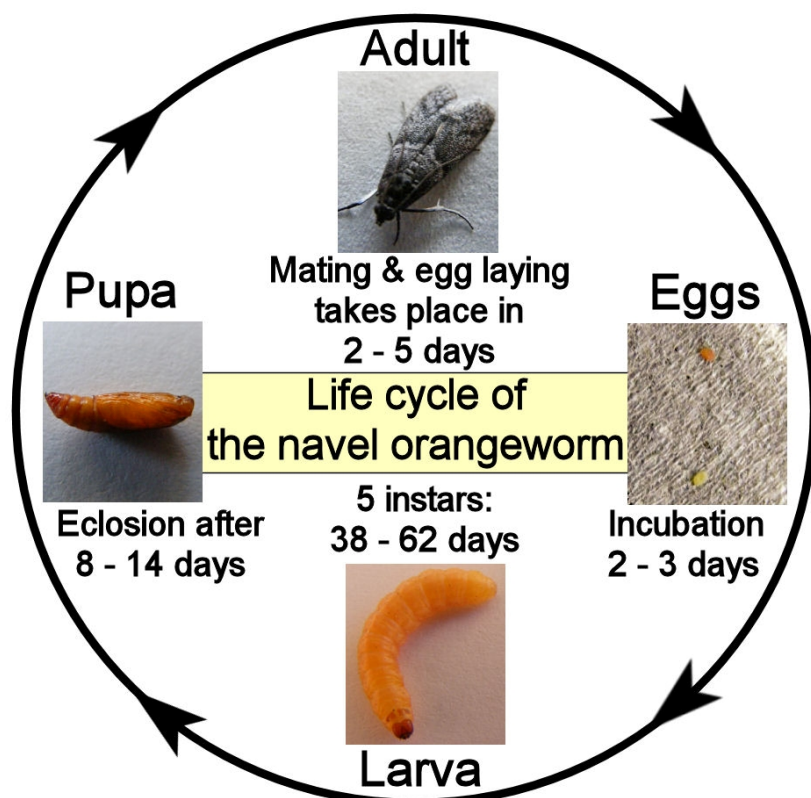 Adult
Mating & egg laying
takes place in
2 - 5 days
Pupa
Eclosion after
8 - 14 days
Eggs
Incubation
2 - 3 days
Life cycle of
the navel orangeworm
5 instars:
38 - 62 days
Larva